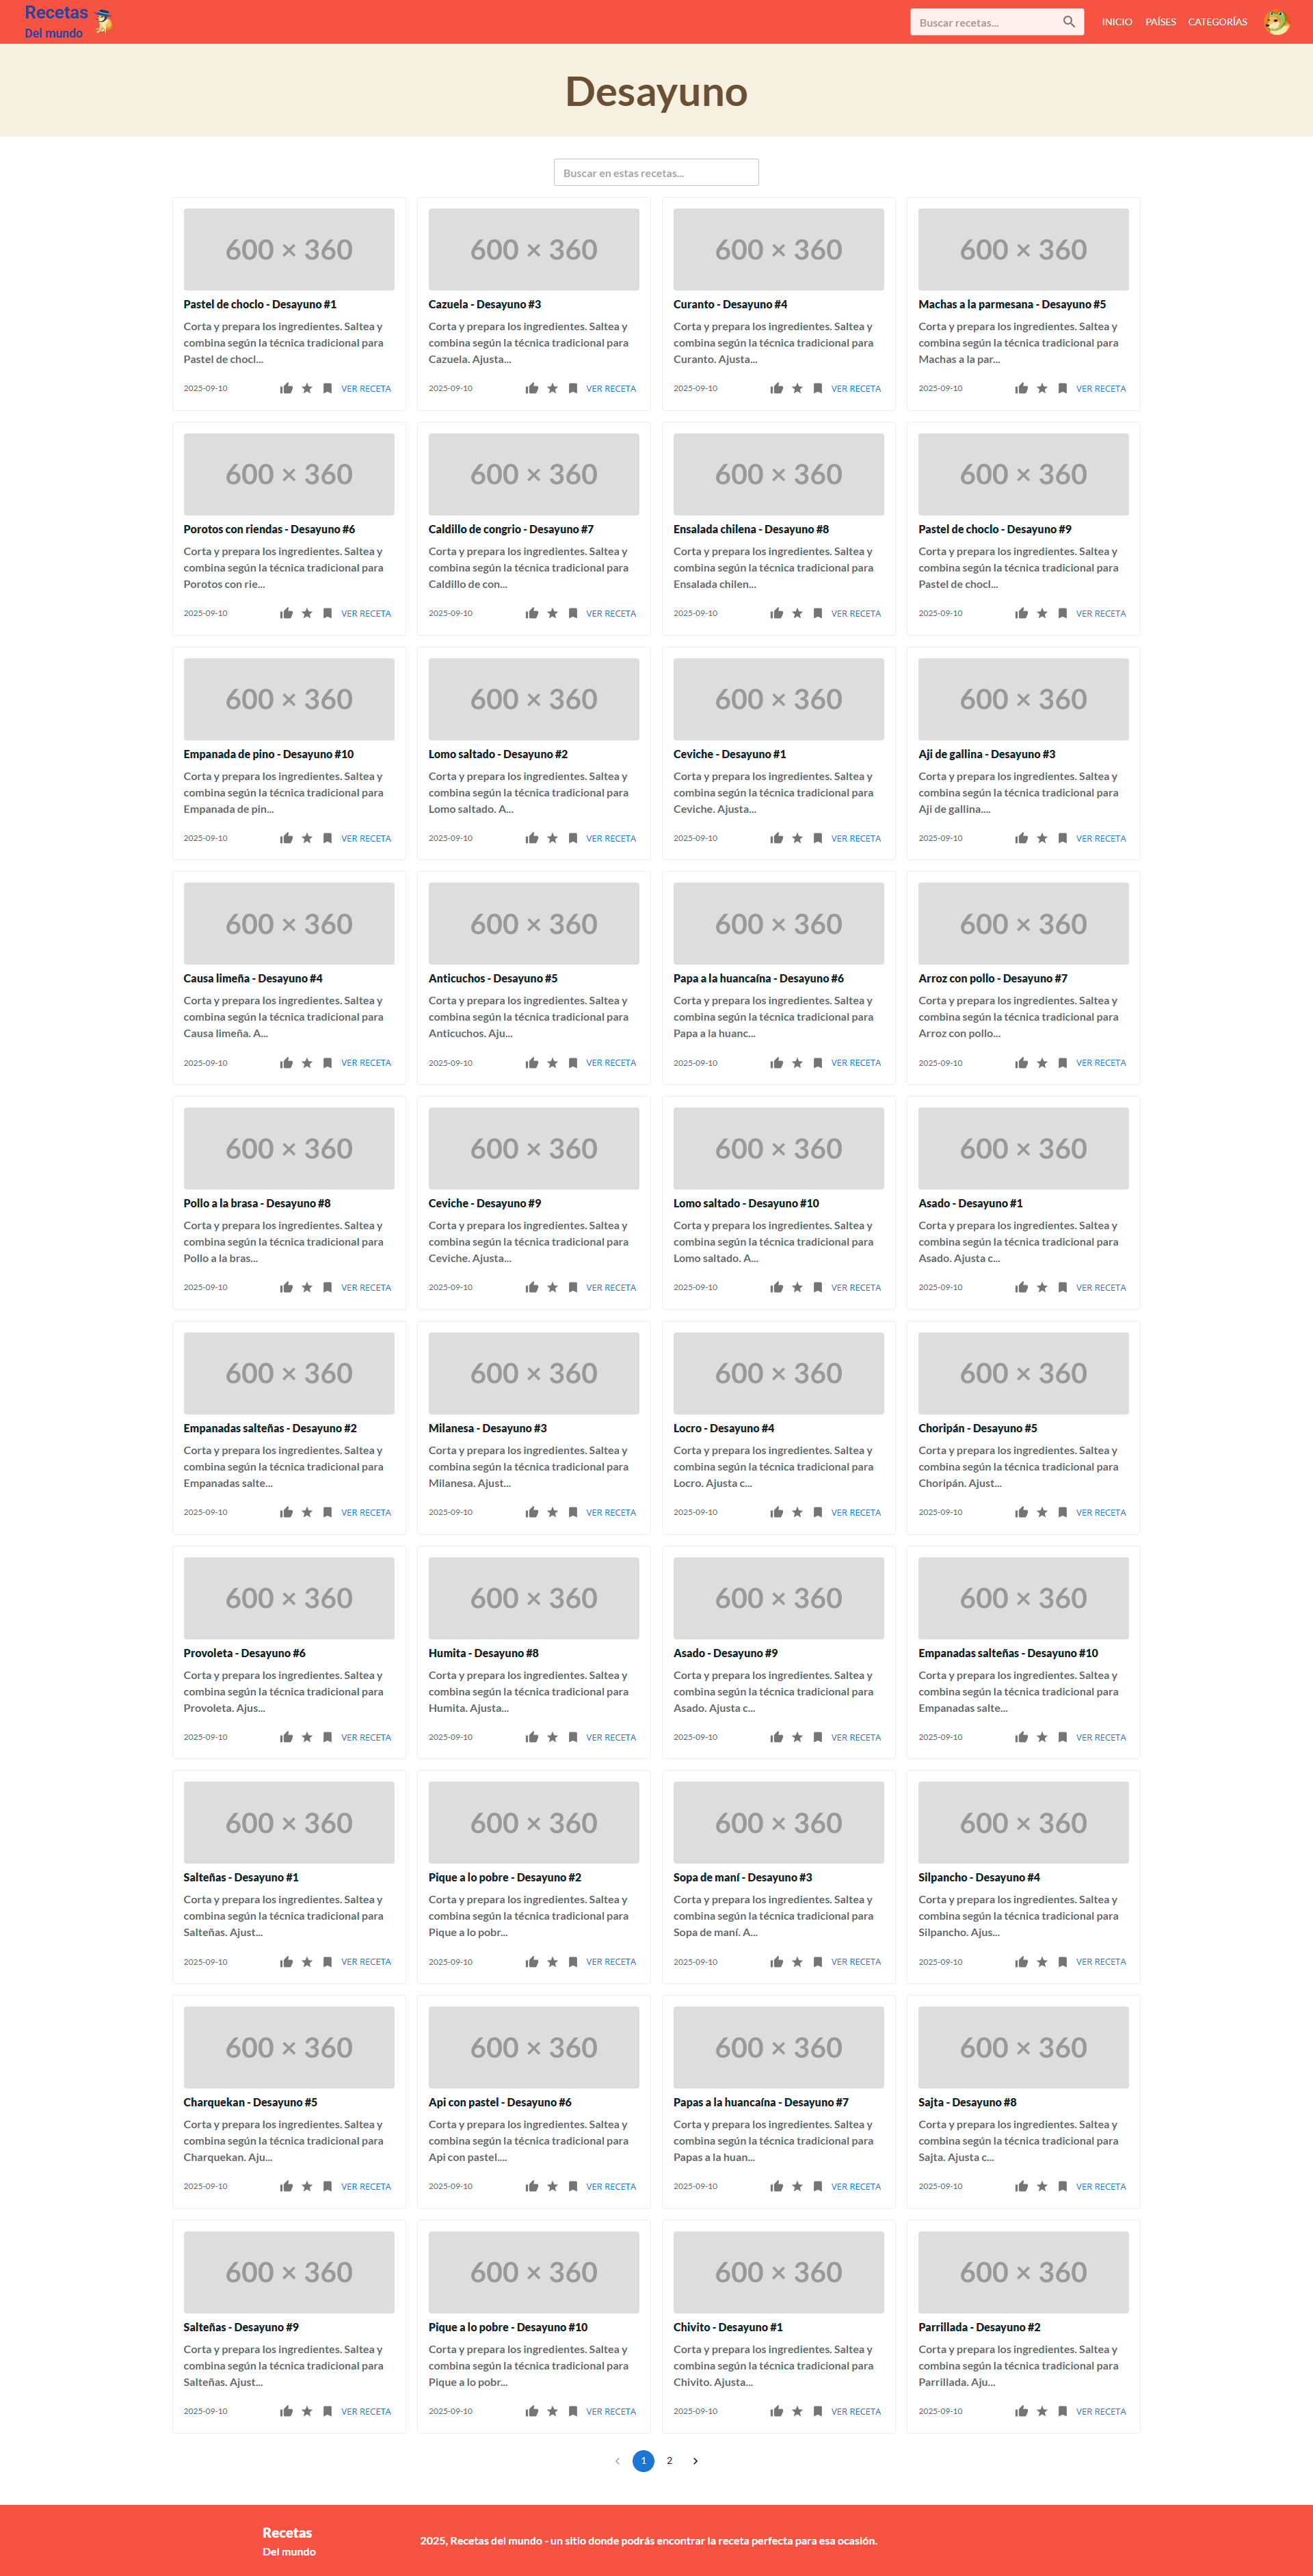 Recetas
Del mundo
Buscar recetas...
INICIO
PAÍSES
CATEGORÍAS
Desayuno
Buscar en estas recetas...
600 × 360
Pastel de choclo - Desayuno #1
Corta y prepara los ingredientes. Saltea y
combina según la técnica tradicional para
Pastel de chocl...
2025-09-10
VER RECETA
600 × 360
Cazuela - Desayuno #3
Corta y prepara los ingredientes. Saltea y
combina según la técnica tradicional para
Cazuela. Ajusta...
2025-09-10
VER RECETA
600 × 360
Curanto - Desayuno #4
Corta y prepara los ingredientes. Saltea y
combina según la técnica tradicional para
Curanto. Ajusta...
2025-09-10
VER RECETA
600 × 360
Machas a la parmesana - Desayuno #5
Corta y prepara los ingredientes. Saltea y
combina según la técnica tradicional para
Machas a la par...
2025-09-10
VER RECETA
600 × 360
Porotos con riendas - Desayuno #6
Corta y prepara los ingredientes. Saltea y
combina según la técnica tradicional para
Porotos con rie...
2025-09-10
VER RECETA
600 × 360
Caldillo de congrio - Desayuno #7
Corta y prepara los ingredientes. Saltea y
combina según la técnica tradicional para
Caldillo de con...
2025-09-10
VER RECETA
600 × 360
Ensalada chilena - Desayuno #8
Corta y prepara los ingredientes. Saltea y
combina según la técnica tradicional para
Ensalada chilen...
2025-09-10
VER RECETA
600 × 360
Pastel de choclo - Desayuno #9
Corta y prepara los ingredientes. Saltea y
combina según la técnica tradicional para
Pastel de chocl...
2025-09-10
VER RECETA
600 × 360
Empanada de pino - Desayuno #10
Corta y prepara los ingredientes. Saltea y
combina según la técnica tradicional para
Empanada de pin...
2025-09-10
VER RECETA
600 × 360
Lomo saltado - Desayuno #2
Corta y prepara los ingredientes. Saltea y
combina según la técnica tradicional para
Lomo saltado. A...
2025-09-10
VER RECETA
600 × 360
Ceviche - Desayuno #1
Corta y prepara los ingredientes. Saltea y
combina según la técnica tradicional para
Ceviche. Ajusta...
2025-09-10
VER RECETA
600 × 360
Aji de gallina - Desayuno #3
Corta y prepara los ingredientes. Saltea y
combina según la técnica tradicional para
Aji de gallina....
2025-09-10
VER RECETA
600 × 360
Causa limeña - Desayuno #4
Corta y prepara los ingredientes. Saltea y
combina según la técnica tradicional para
Causa limeña. A...
2025-09-10
VER RECETA
600 × 360
Anticuchos - Desayuno #5
Corta y prepara los ingredientes. Saltea y
combina según la técnica tradicional para
Anticuchos. Aju...
2025-09-10
VER RECETA
600 × 360
Papa a la huancaína - Desayuno #6
Corta y prepara los ingredientes. Saltea y
combina según la técnica tradicional para
Papa a la huanc...
2025-09-10
VER RECETA
600 × 360
Arroz con pollo - Desayuno #7
Corta y prepara los ingredientes. Saltea y
combina según la técnica tradicional para
Arroz con pollo...
2025-09-10
VER RECETA
600 × 360
Pollo a la brasa - Desayuno #8
Corta y prepara los ingredientes. Saltea y
combina según la técnica tradicional para
Pollo a la bras...
2025-09-10
VER RECETA
600 × 360
Ceviche - Desayuno #9
Corta y prepara los ingredientes. Saltea y
combina según la técnica tradicional para
Ceviche. Ajusta...
2025-09-10
VER RECETA
600 × 360
Lomo saltado - Desayuno #10
Corta y prepara los ingredientes. Saltea y
combina según la técnica tradicional para
Lomo saltado. A...
2025-09-10
VER RECETA
600 × 360
Asado - Desayuno #1
Corta y prepara los ingredientes. Saltea y
combina según la técnica tradicional para
Asado. Ajusta c...
2025-09-10
VER RECETA
600 × 360
Empanadas salteñas - Desayuno #2
Corta y prepara los ingredientes. Saltea y
combina según la técnica tradicional para
Empanadas salte...
2025-09-10
VER RECETA
600 × 360
Milanesa - Desayuno #3
Corta y prepara los ingredientes. Saltea y
combina según la técnica tradicional para
Milanesa. Ajust...
2025-09-10
VER RECETA
600 × 360
Locro - Desayuno #4
Corta y prepara los ingredientes. Saltea y
combina según la técnica tradicional para
Locro. Ajusta c...
2025-09-10
VER RECETA
600 × 360
Choripán - Desayuno #5
Corta y prepara los ingredientes. Saltea y
combina según la técnica tradicional para
Choripán. Ajust...
2025-09-10
VER RECETA
600 × 360
Provoleta - Desayuno #6
Corta y prepara los ingredientes. Saltea y
combina según la técnica tradicional para
Provoleta. Ajus...
2025-09-10
VER RECETA
600 × 360
Humita - Desayuno #8
Corta y prepara los ingredientes. Saltea y
combina según la técnica tradicional para
Humita. Ajusta...
2025-09-10
VER RECETA
600 × 360
Asado - Desayuno #9
Corta y prepara los ingredientes. Saltea y
combina según la técnica tradicional para
Asado. Ajusta c...
2025-09-10
VER RECETA
600 × 360
Empanadas salteñas - Desayuno #10
Corta y prepara los ingredientes. Saltea y
combina según la técnica tradicional para
Empanadas salte...
2025-09-10
VER RECETA
600 × 360
Salteñas - Desayuno #1
Corta y prepara los ingredientes. Saltea y
combina según la técnica tradicional para
Salteñas. Ajust...
2025-09-10
VER RECETA
600 × 360
Pique a lo pobre - Desayuno #2
Corta y prepara los ingredientes. Saltea y
combina según la técnica tradicional para
Pique a lo pobr...
2025-09-10
VER RECETA
600 × 360
Sopa de maní - Desayuno #3
Corta y prepara los ingredientes. Saltea y
combina según la técnica tradicional para
Sopa de maní. A...
2025-09-10
VER RECETA
600 × 360
Silpancho - Desayuno #4
Corta y prepara los ingredientes. Saltea y
combina según la técnica tradicional para
Silpancho. Ajus...
2025-09-10
VER RECETA
600 × 360
Charquekan - Desayuno #5
Corta y prepara los ingredientes. Saltea y
combina según la técnica tradicional para
Charquekan. Aju...
2025-09-10
VER RECETA
600 × 360
Api con pastel - Desayuno #6
Corta y prepara los ingredientes. Saltea y
combina según la técnica tradicional para
Api con pastel....
2025-09-10
VER RECETA
600 × 360
Papas a la huancaína - Desayuno #7
Corta y prepara los ingredientes. Saltea y
combina según la técnica tradicional para
Papas a la huan...
2025-09-10
VER RECETA
600 × 360
Sajta - Desayuno #8
Corta y prepara los ingredientes. Saltea y
combina según la técnica tradicional para
Sajta. Ajusta c...
2025-09-10
VER RECETA
600 × 360
Salteñas - Desayuno #9
Corta y prepara los ingredientes. Saltea y
combina según la técnica tradicional para
Salteñas. Ajust...
2025-09-10
VER RECETA
600 × 360
Pique a lo pobre - Desayuno #10
Corta y prepara los ingredientes. Saltea y
combina según la técnica tradicional para
Pique a lo pobr...
2025-09-10
VER RECETA
600 × 360
Chivito - Desayuno #1
Corta y prepara los ingredientes. Saltea y
combina según la técnica tradicional para
Chivito. Ajusta...
2025-09-10
VER RECETA
600 × 360
Parrillada - Desayuno #2
Corta y prepara los ingredientes. Saltea y
combina según la técnica tradicional para
Parrillada. Aju...
2025-09-10
VER RECETA
1
2
Recetas
Del mundo
2025, Recetas del mundo - un sitio donde podrás encontrar la receta perfecta para esa ocasión.